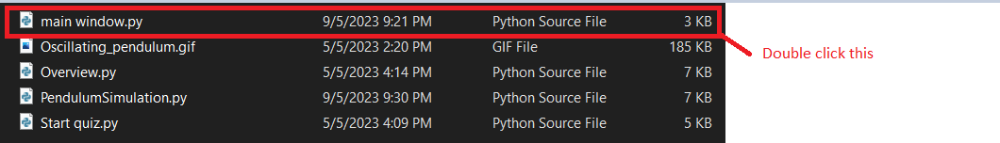 main window.py 9/5/2023 9:21 PM Python Source File 3 KB
Double click this
Oscillating_pendulum.gif 5/5/2023 2:20 PM GIF File 185 KB
Overview.py 5/5/2023 4:14 PM Python Source File 7 KB
PendulumSimulation.py 9/5/2023 9:30 PM Python Source File 7 KB
Start quiz.py 5/5/2023 4:09 PM Python Source File 5 KB